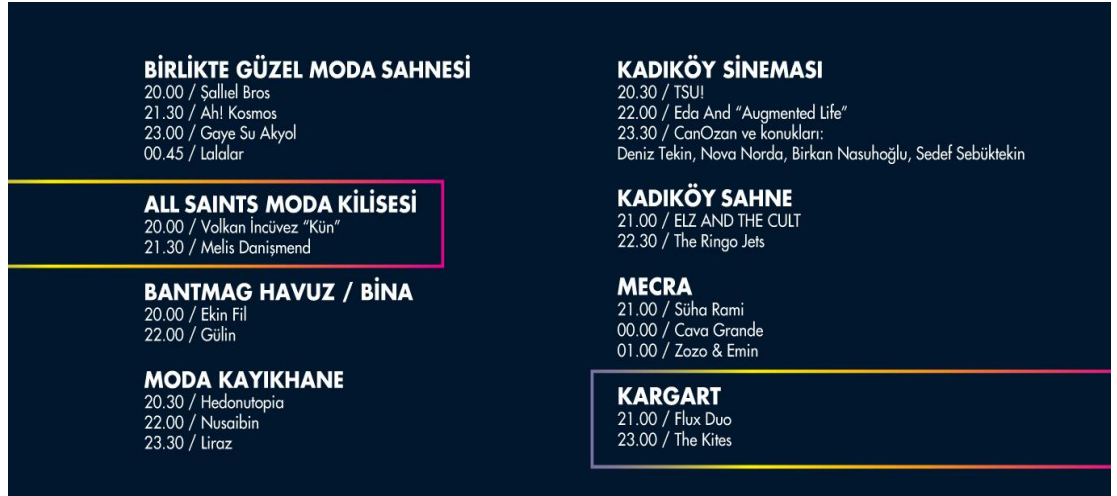 BİRLİKTE GÜZEL MODA SAHNESİ
20.00 / Şallıel Bros
21.30 / Ah! Kosmos
23.00 / Gaye Su Akyol
00.45 / Lalalar
ALL SAINTS MODA KİLİSESİ
20.00 / Volkan İncüvez “Kün”
21.30 / Melis Danişmend
BANTMAG HAVUZ / BİNA
20.00 / Ekin Fil
22.00 / Gülin
MODA KAYIKHANE
20.30 / Hedonutopia
22.00 / Nusaibin
23.30 / Liraz
KADIKÖY SİNEMASI
20.30 / TSU!
22.00 / Eda And “Augmented Life”
23.30 / CanOzan ve konukları:
Deniz Tekin, Nova Norda, Birkan Nasuhoğlu, Sedef Sebüktekin
KADIKÖY SAHNE
21.00 / ELZ AND THE CULT
22.30 / The Ringo Jets
MECRA
21.00 / Süha Rami
00.00 / Cava Grande
01.00 / Zozo & Emin
KARGART
21.00 / Flux Duo
23.00 / The Kites